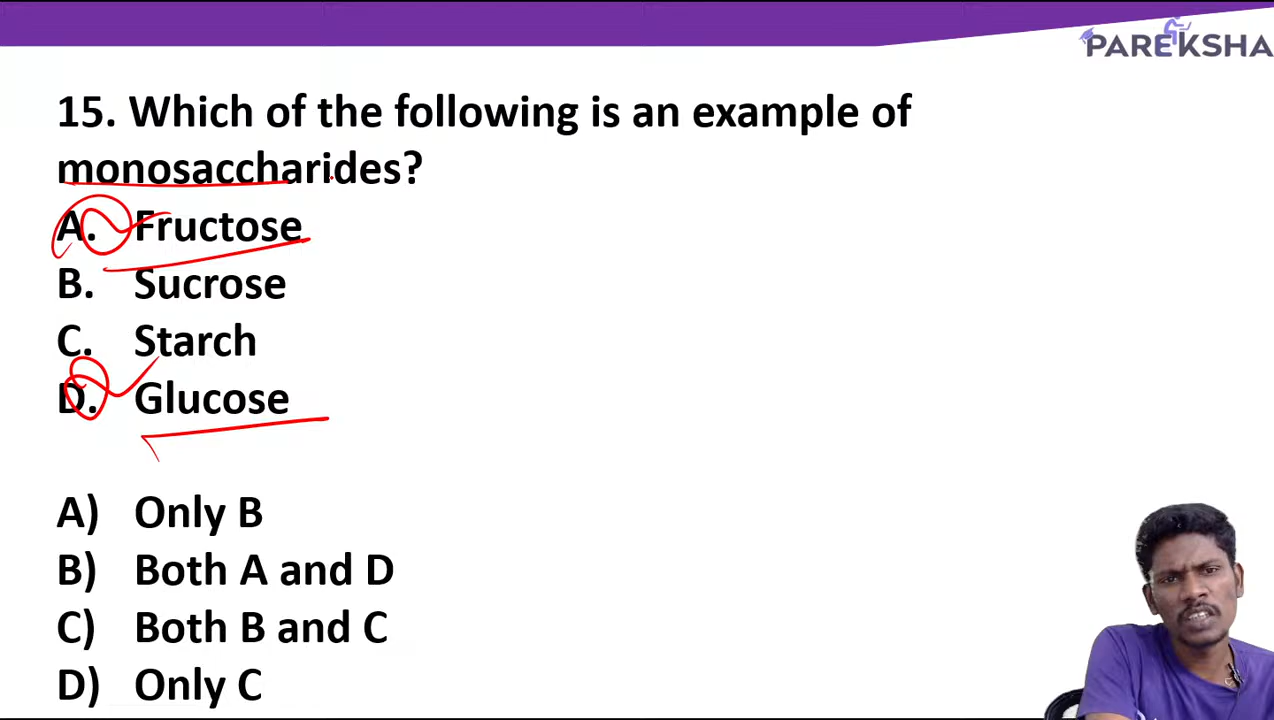 PAREKSHA
15. Which of the following is an example of
monosaccharides?
A. Fructose
B. Sucrose
C. Starch
D. Glucose
A) Only B
B) Both A and D
C) Both B and C
D) Only C